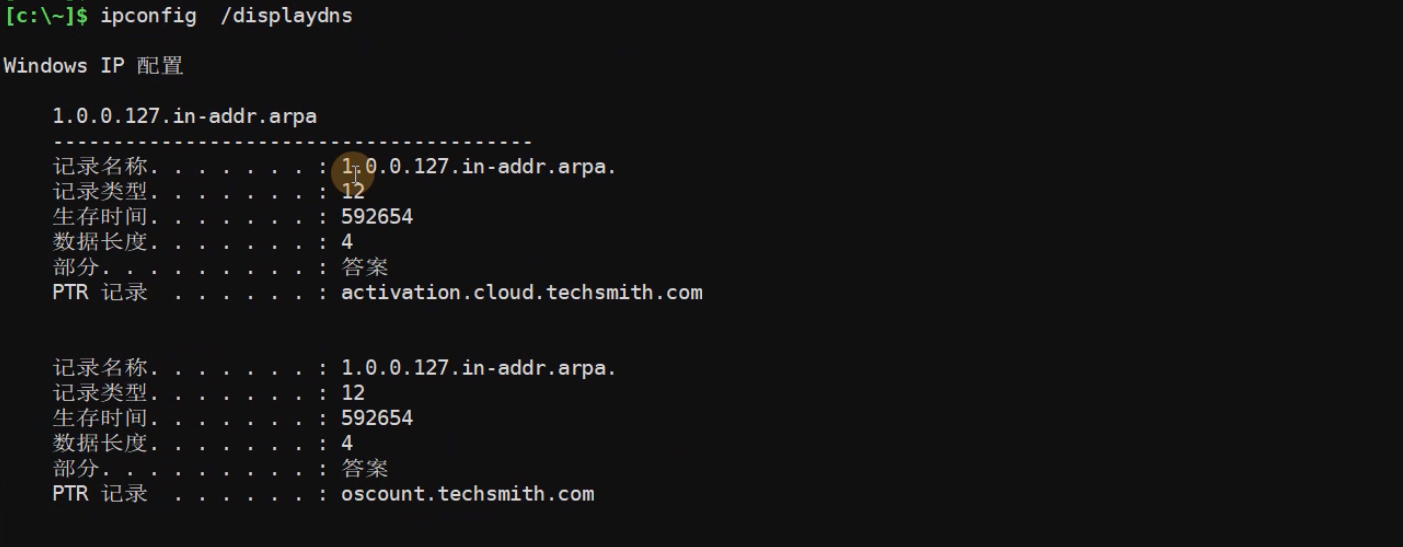 [c:\~]$ ipconfig  /displaydns
Windows IP 配置
1.0.0.127.in-addr.arpa
----------------------------------------
记录名称. . . . . . . : 1.0.0.127.in-addr.arpa.
记录类型. . . . . . . : 12
生存时间. . . . . . . : 592654
数据长度. . . . . . . : 4
部分. . . . . . . . . : 答案
PTR 记录  . . . . . . : activation.cloud.techsmith.com
记录名称. . . . . . . : 1.0.0.127.in-addr.arpa.
记录类型. . . . . . . : 12
生存时间. . . . . . . : 592654
数据长度. . . . . . . : 4
部分. . . . . . . . . : 答案
PTR 记录  . . . . . . : oscount.techsmith.com